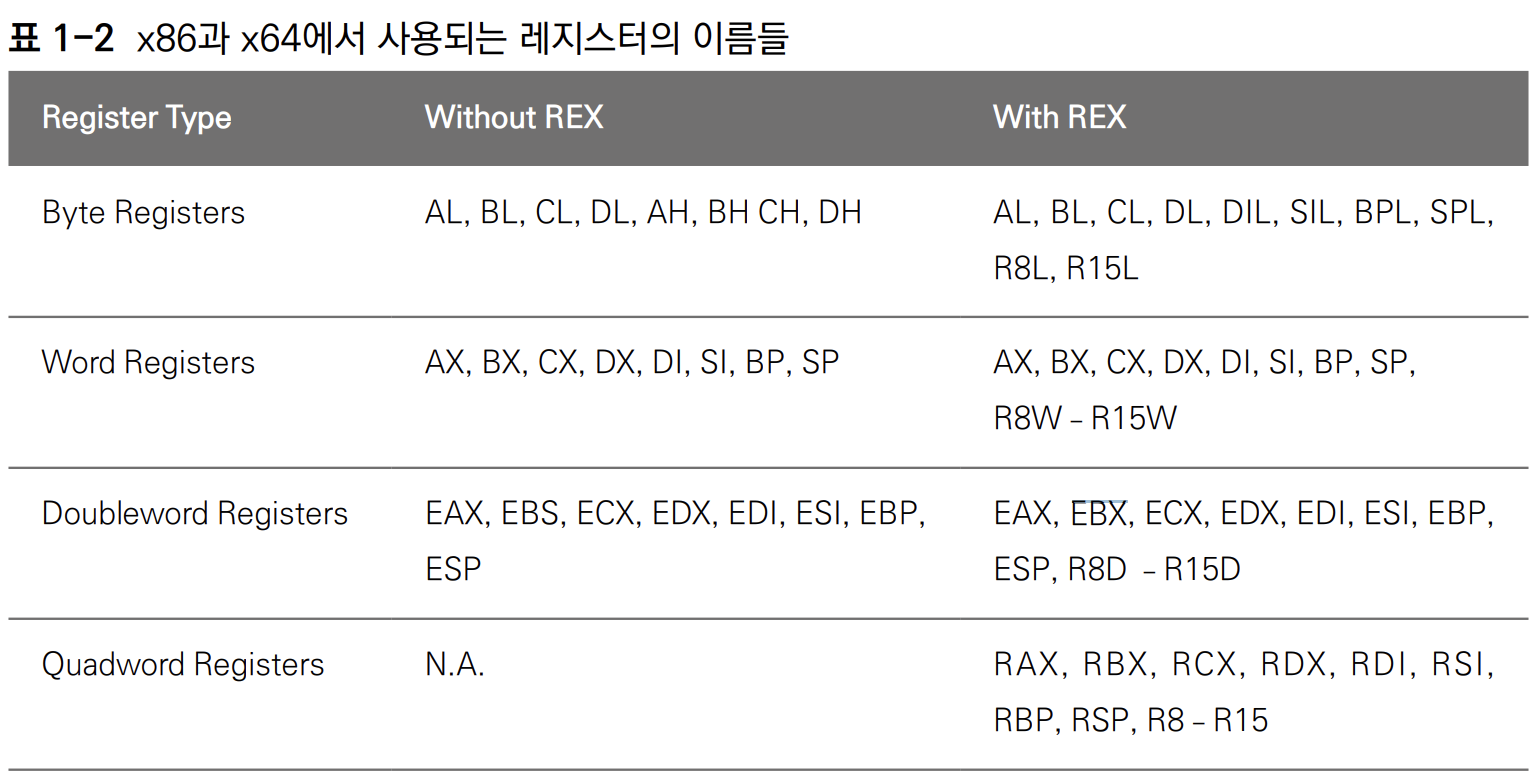 표 1-2 x86과 x64에서 사용되는 레지스터의 이름들
Register Type Without REX With REX
Byte Registers AL, BL, CL, DL, AH, BH CH, DH AL, BL, CL, DL, DIL, SIL, BPL, SPL,
R8L, R15L
Word Registers AX, BX, CX, DX, DI, SI, BP, SP AX, BX, CX, DX, DI, SI, BP, SP,
R8W – R15W
Doubleword Registers EAX, EBS, ECX, EDX, EDI, ESI, EBP, EAX, EBX, ECX, EDX, EDI, ESI, EBP,
ESP ESP, R8D – R15D
Quadword Registers N.A. RAX, RBX, RCX, RDX, RDI, RSI,
RBP, RSP, R8 – R15